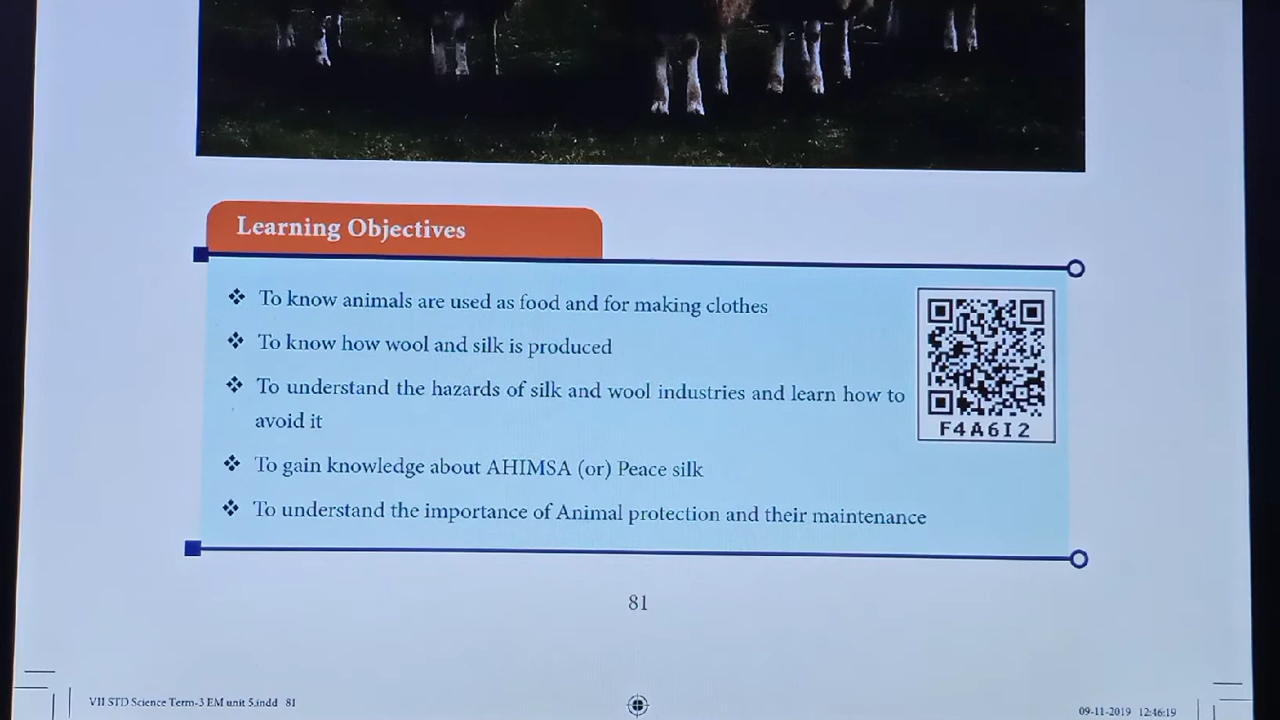 Learning Objectives
❖ To know animals are used as food and for making clothes
❖ To know how wool and silk is produced
❖ To understand the hazards of silk and wool industries and learn how to
avoid it
F4A6I2
❖ To gain knowledge about AHIMSA (or) Peace silk
❖ To understand the importance of Animal protection and their maintenance
81
VII STD Science Term-3 EM unit 5.indd 81
09-11-2019 12:46:19